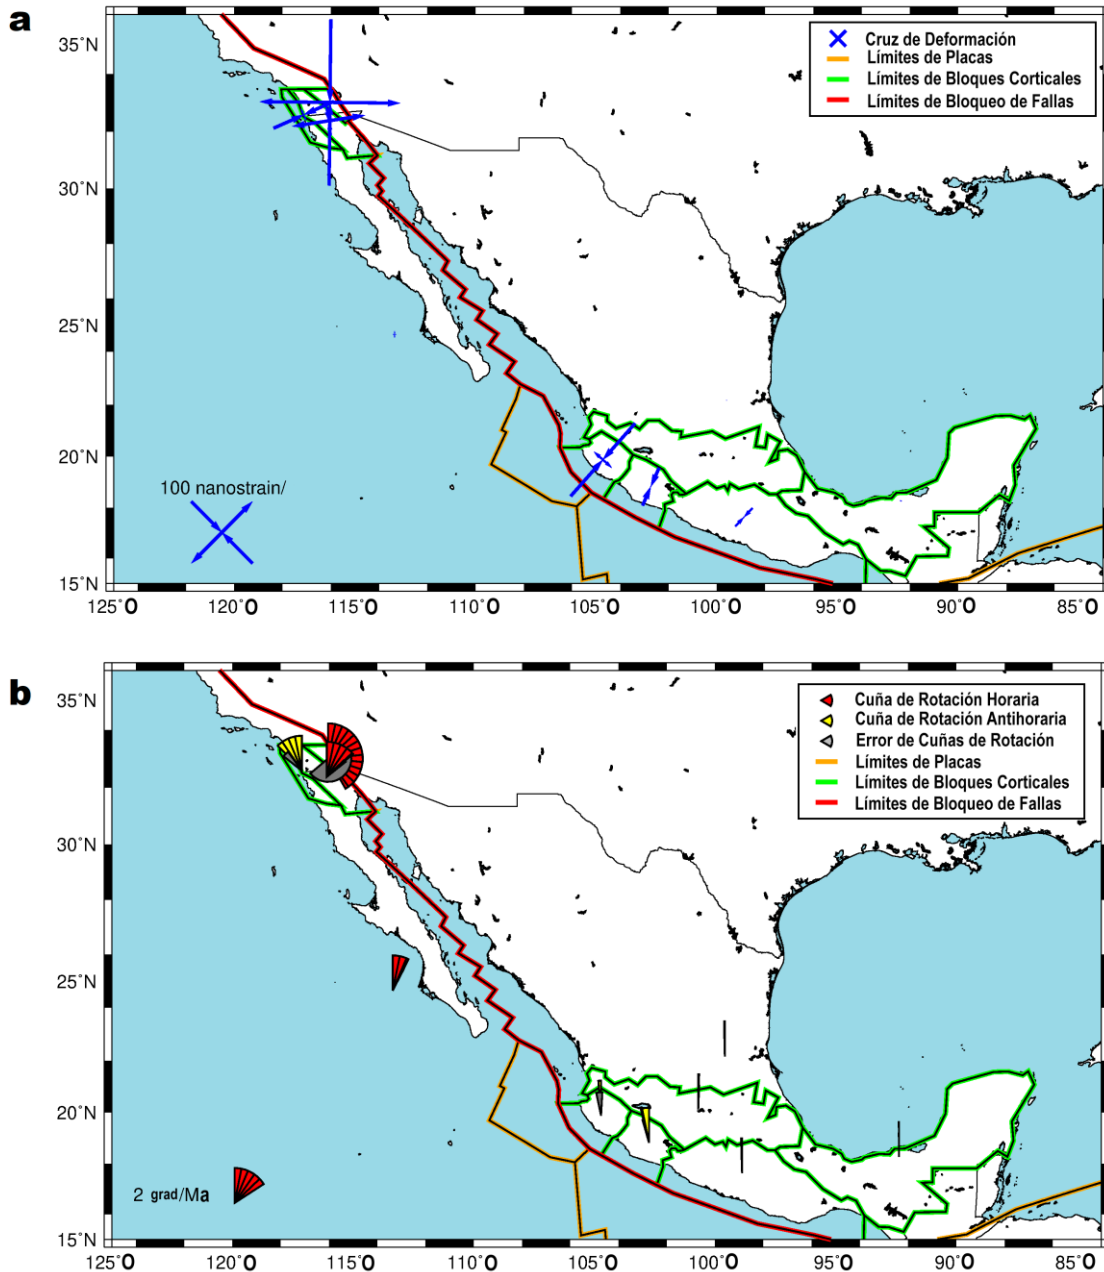 a
35°N
30°N
25°N
20°N
15°N
Cruz de Deformación
Límites de Placas
Límites de Bloques Corticales
Límites de Bloqueo de Fallas
100 nanostrain/
125°O 120°O 115°O 110°O 105°O 100°O 95°O 90°O 85°O
b
35°N
30°N
25°N
20°N
15°N
Cuña de Rotación Horaria
Cuña de Rotación Antihoraria
Error de Cuñas de Rotación
Límites de Placas
Límites de Bloques Corticales
Límites de Bloqueo de Fallas
2 grad/Ma
125°O 120°O 115°O 110°O 105°O 100°O 95°O 90°O 85°O